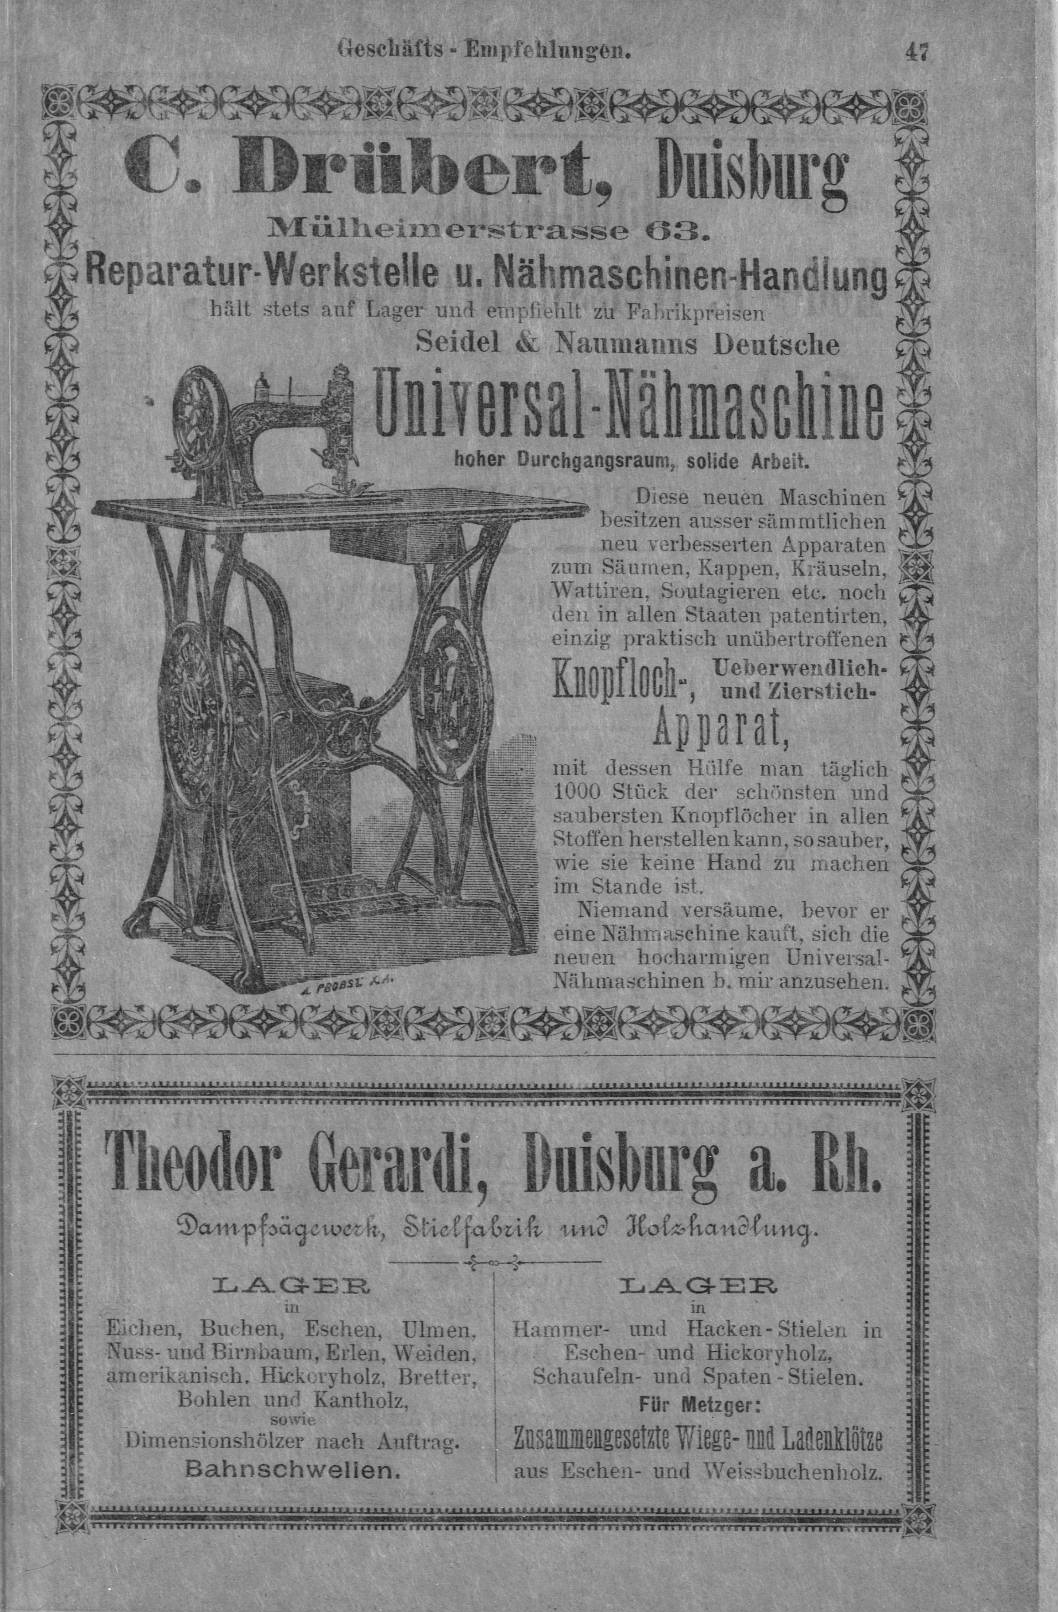 Geschäfts - Empfehlungen.
47
C. Drübert, Duisburg
Mülheimerstrasse 63.
Reparatur-Werkstelle u. Nähmaschinen-Handlung
hält stets auf Lager und empfiehlt zu Fabrikpreisen
Seidel & Naumanns Deutsche
Universal-Nähmaschine
hoher Durchgangsraum, solide Arbeit.
Diese neuen Maschinen
besitzen ausser sämmtlichen
neu verbesserten Apparaten
zum Säumen, Kappen, Kräuseln,
Wattiren, Soutagieren etc. noch
den in allen Staaten patentirten,
einzig praktisch unübertroffenen
Knopfloch-, Ueberwendlich-
und Zierstich-
Apparat,
mit dessen Hülfe man täglich
1000 Stück der schönsten und
saubersten Knopflöcher in allen
Stoffen herstellen kann, so sauber,
wie sie keine Hand zu machen
im Stande ist.
Niemand versäume, bevor er
eine Nähmaschine kauft, sich die
neuen hocharmigen Universal-
Nähmaschinen b. mir anzusehen.
A. PROBST X.A.
Theodor Gerardi, Duisburg a. Rh.
Dampfsägewerk, Stielfabrik und Holzhandlung.
LAGER
in
Eichen, Buchen, Eschen, Ulmen,
Nuss- und Birnbaum, Erlen, Weiden,
amerikanisch. Hickoryholz, Bretter,
Bohlen und Kantholz,
sowie
Dimensionshölzer nach Auftrag.
Bahnschwellen.
LAGER
in
Hammer- und Hacken-Stielen in
Eschen- und Hickoryholz,
Schaufeln- und Spaten-Stielen.
Für Metzger:
Zusammengesetzte Wiege- und Ladenklötze
aus Eschen- und Weissbuchenholz.